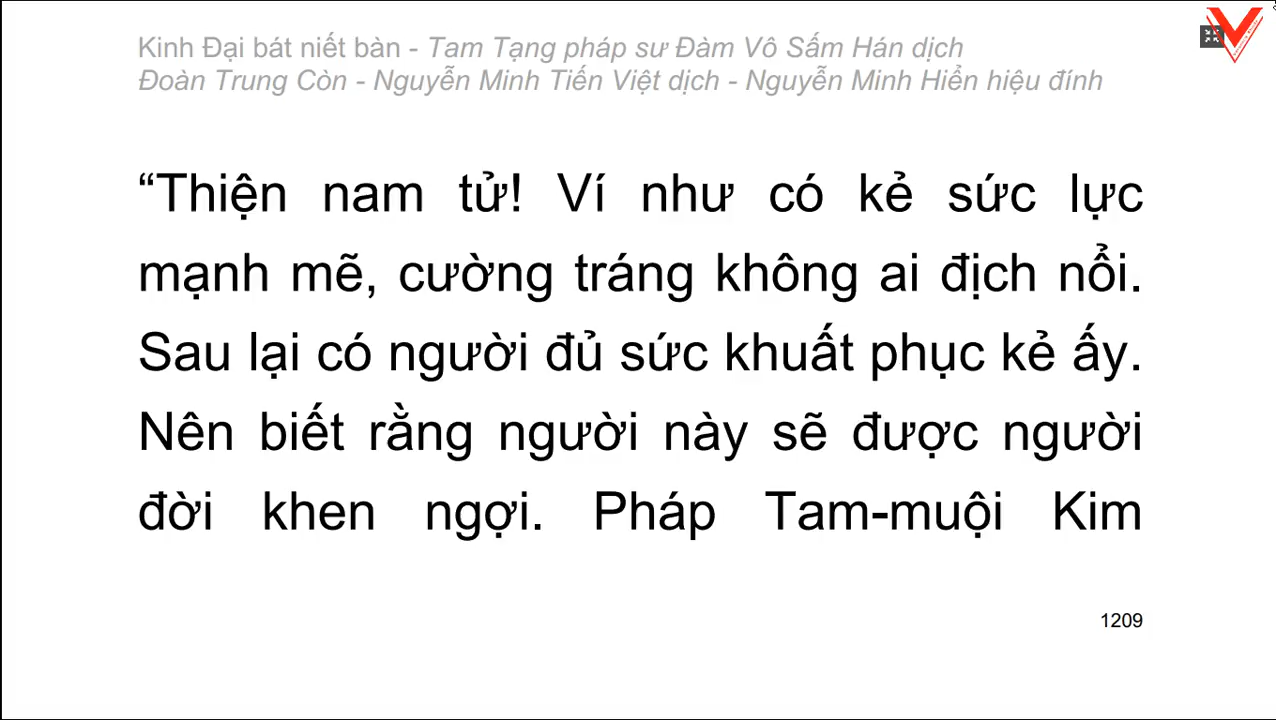 Kinh Đại bát niết bàn - Tam Tạng pháp sư Đàm Vô Sấm Hán dịch
Đoàn Trung Còn - Nguyễn Minh Tiến Việt dịch - Nguyễn Minh Hiển hiệu đính
“Thiện nam tử! Ví như có kẻ sức lực
mạnh mẽ, cường tráng không ai địch nổi.
Sau lại có người đủ sức khuất phục kẻ ấy.
Nên biết rằng người này sẽ được người
đời khen ngợi. Pháp Tam-muội Kim
1209